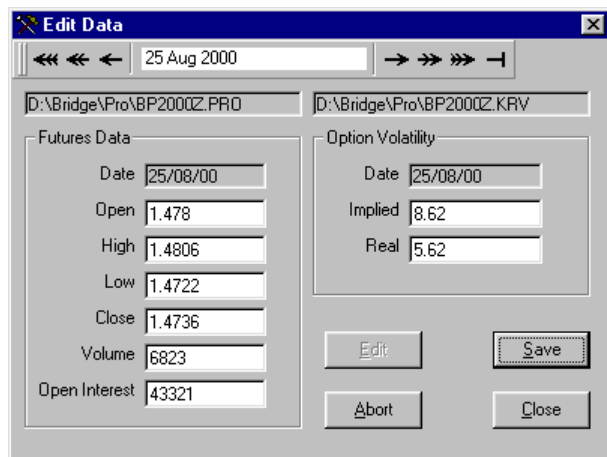 Edit Data
25 Aug 2000
D:\Bridge\Pro\BP2000Z.PRO
D:\Bridge\Pro\BP2000Z.KRV
Futures Data
Date 25/08/00
Open 1.478
High 1.4806
Low 1.4722
Close 1.4736
Volume 6823
Open Interest 43321
Option Volatility
Date 25/08/00
Implied 8.62
Real 5.62
Edit
Save
Abort
Close